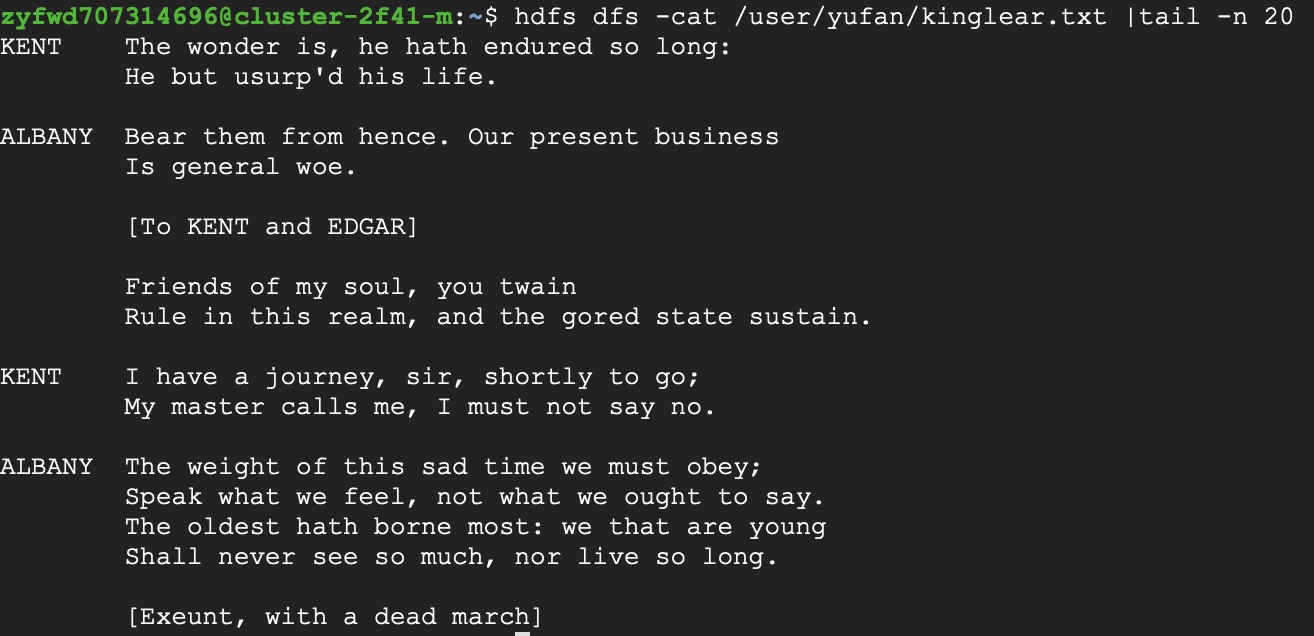 zyfwd707314696@cluster-2f41-m:~$ hdfs dfs -cat /user/yufan/kinglear.txt |tail -n 20
KENT    The wonder is, he hath endured so long:
        He but usurp'd his life.

ALBANY  Bear them from hence. Our present business
        Is general woe.

        [To KENT and EDGAR]

        Friends of my soul, you twain
        Rule in this realm, and the gored state sustain.

KENT    I have a journey, sir, shortly to go;
        My master calls me, I must not say no.

ALBANY  The weight of this sad time we must obey;
        Speak what we feel, not what we ought to say.
        The oldest hath borne most: we that are young
        Shall never see so much, nor live so long.

        [Exeunt, with a dead march]